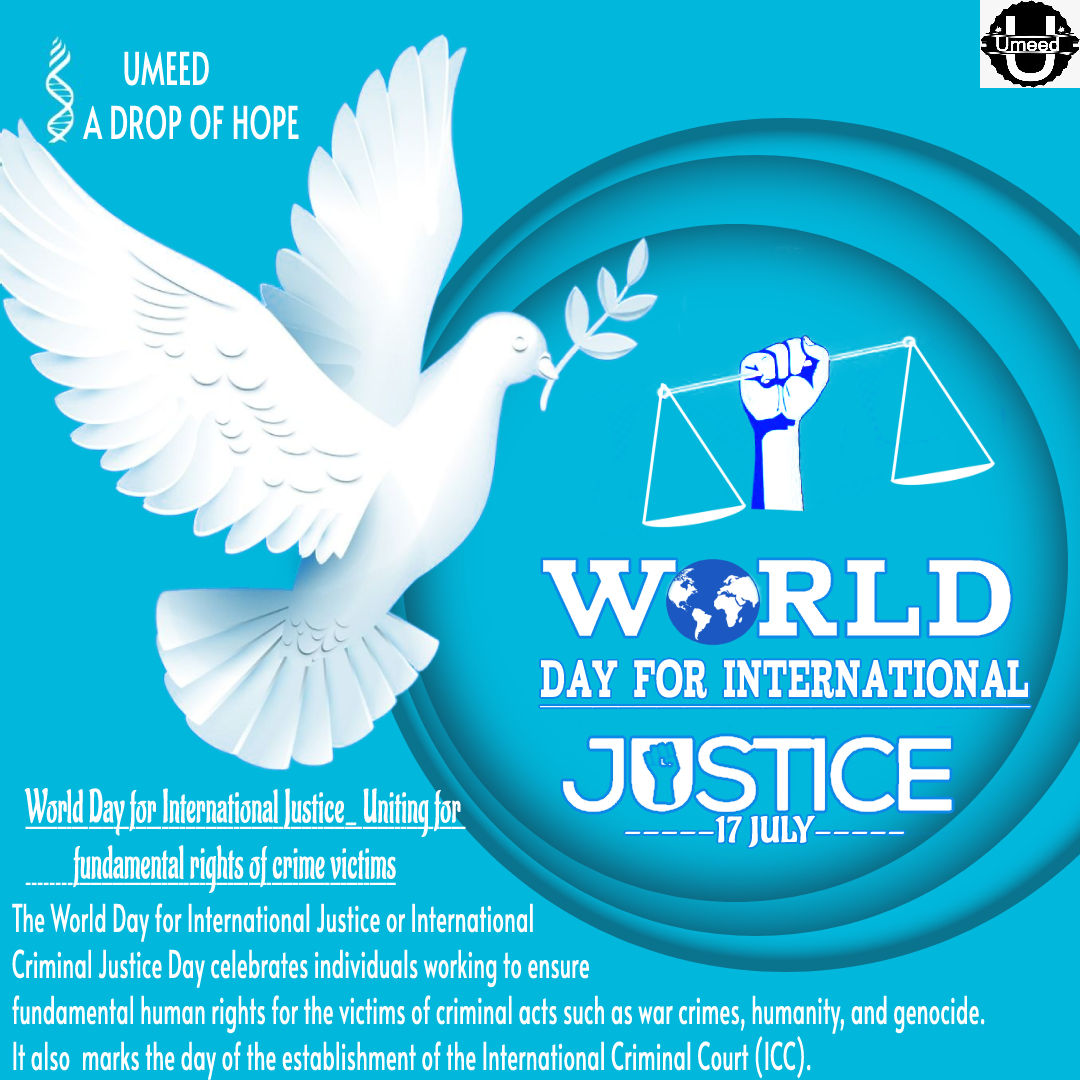 UMEED
A DROP OF HOPE
Umeed
WORLD
DAY FOR INTERNATIONAL
JUSTICE
-----17 JULY-----
World Day for International Justice_ Uniting for
fundamental rights of crime victims
The World Day for International Justice or International
Criminal Justice Day celebrates individuals working to ensure
fundamental human rights for the victims of criminal acts such as war crimes, humanity, and genocide.
It also marks the day of the establishment of the International Criminal Court (ICC).